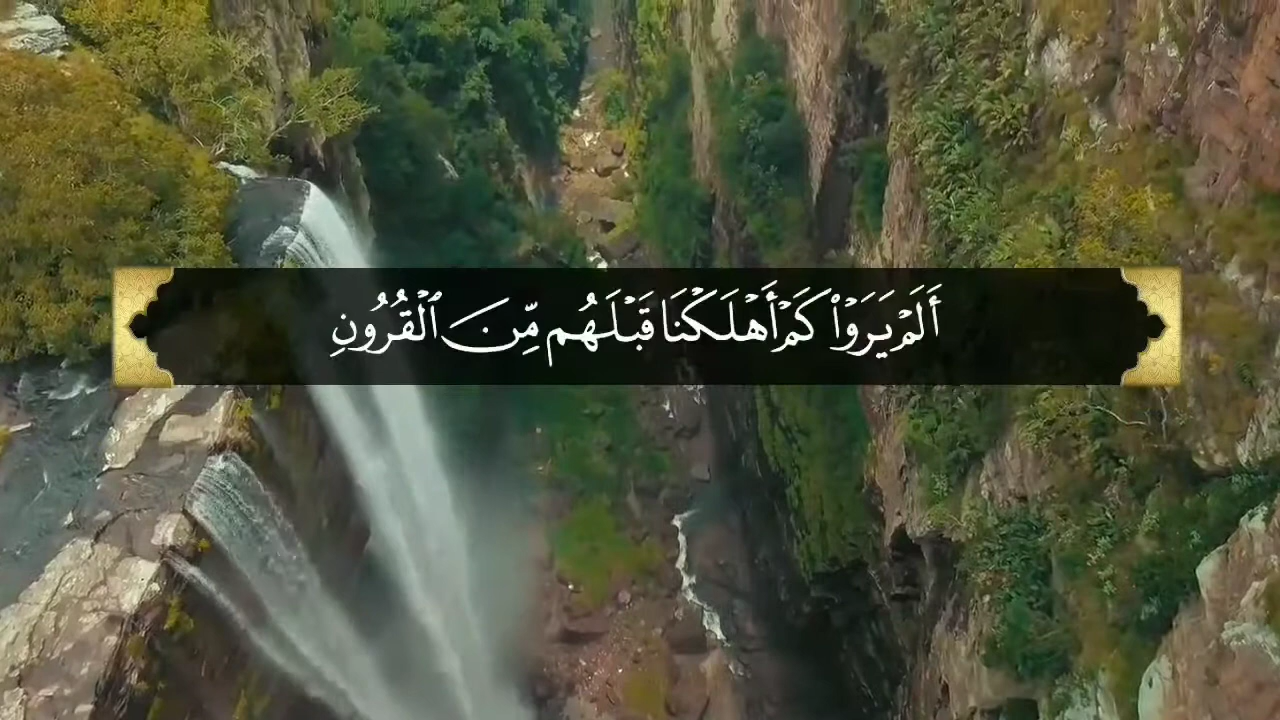 أَلَمْ يَرَوْا۟ كَمْ أَهْلَكْنَا قَبْلَهُم مِّنَ ٱلْقُرُونِ